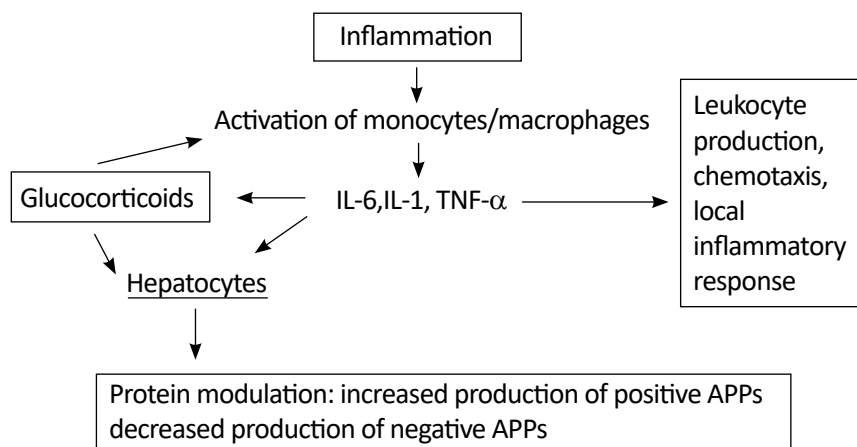 Inflammation
Activation of monocytes/macrophages
Leukocyte
production,
chemotaxis,
local
inflammatory
response
Glucocorticoids
IL-6,IL-1, TNF-α
Hepatocytes
Protein modulation: increased production of positive APPs
decreased production of negative APPs